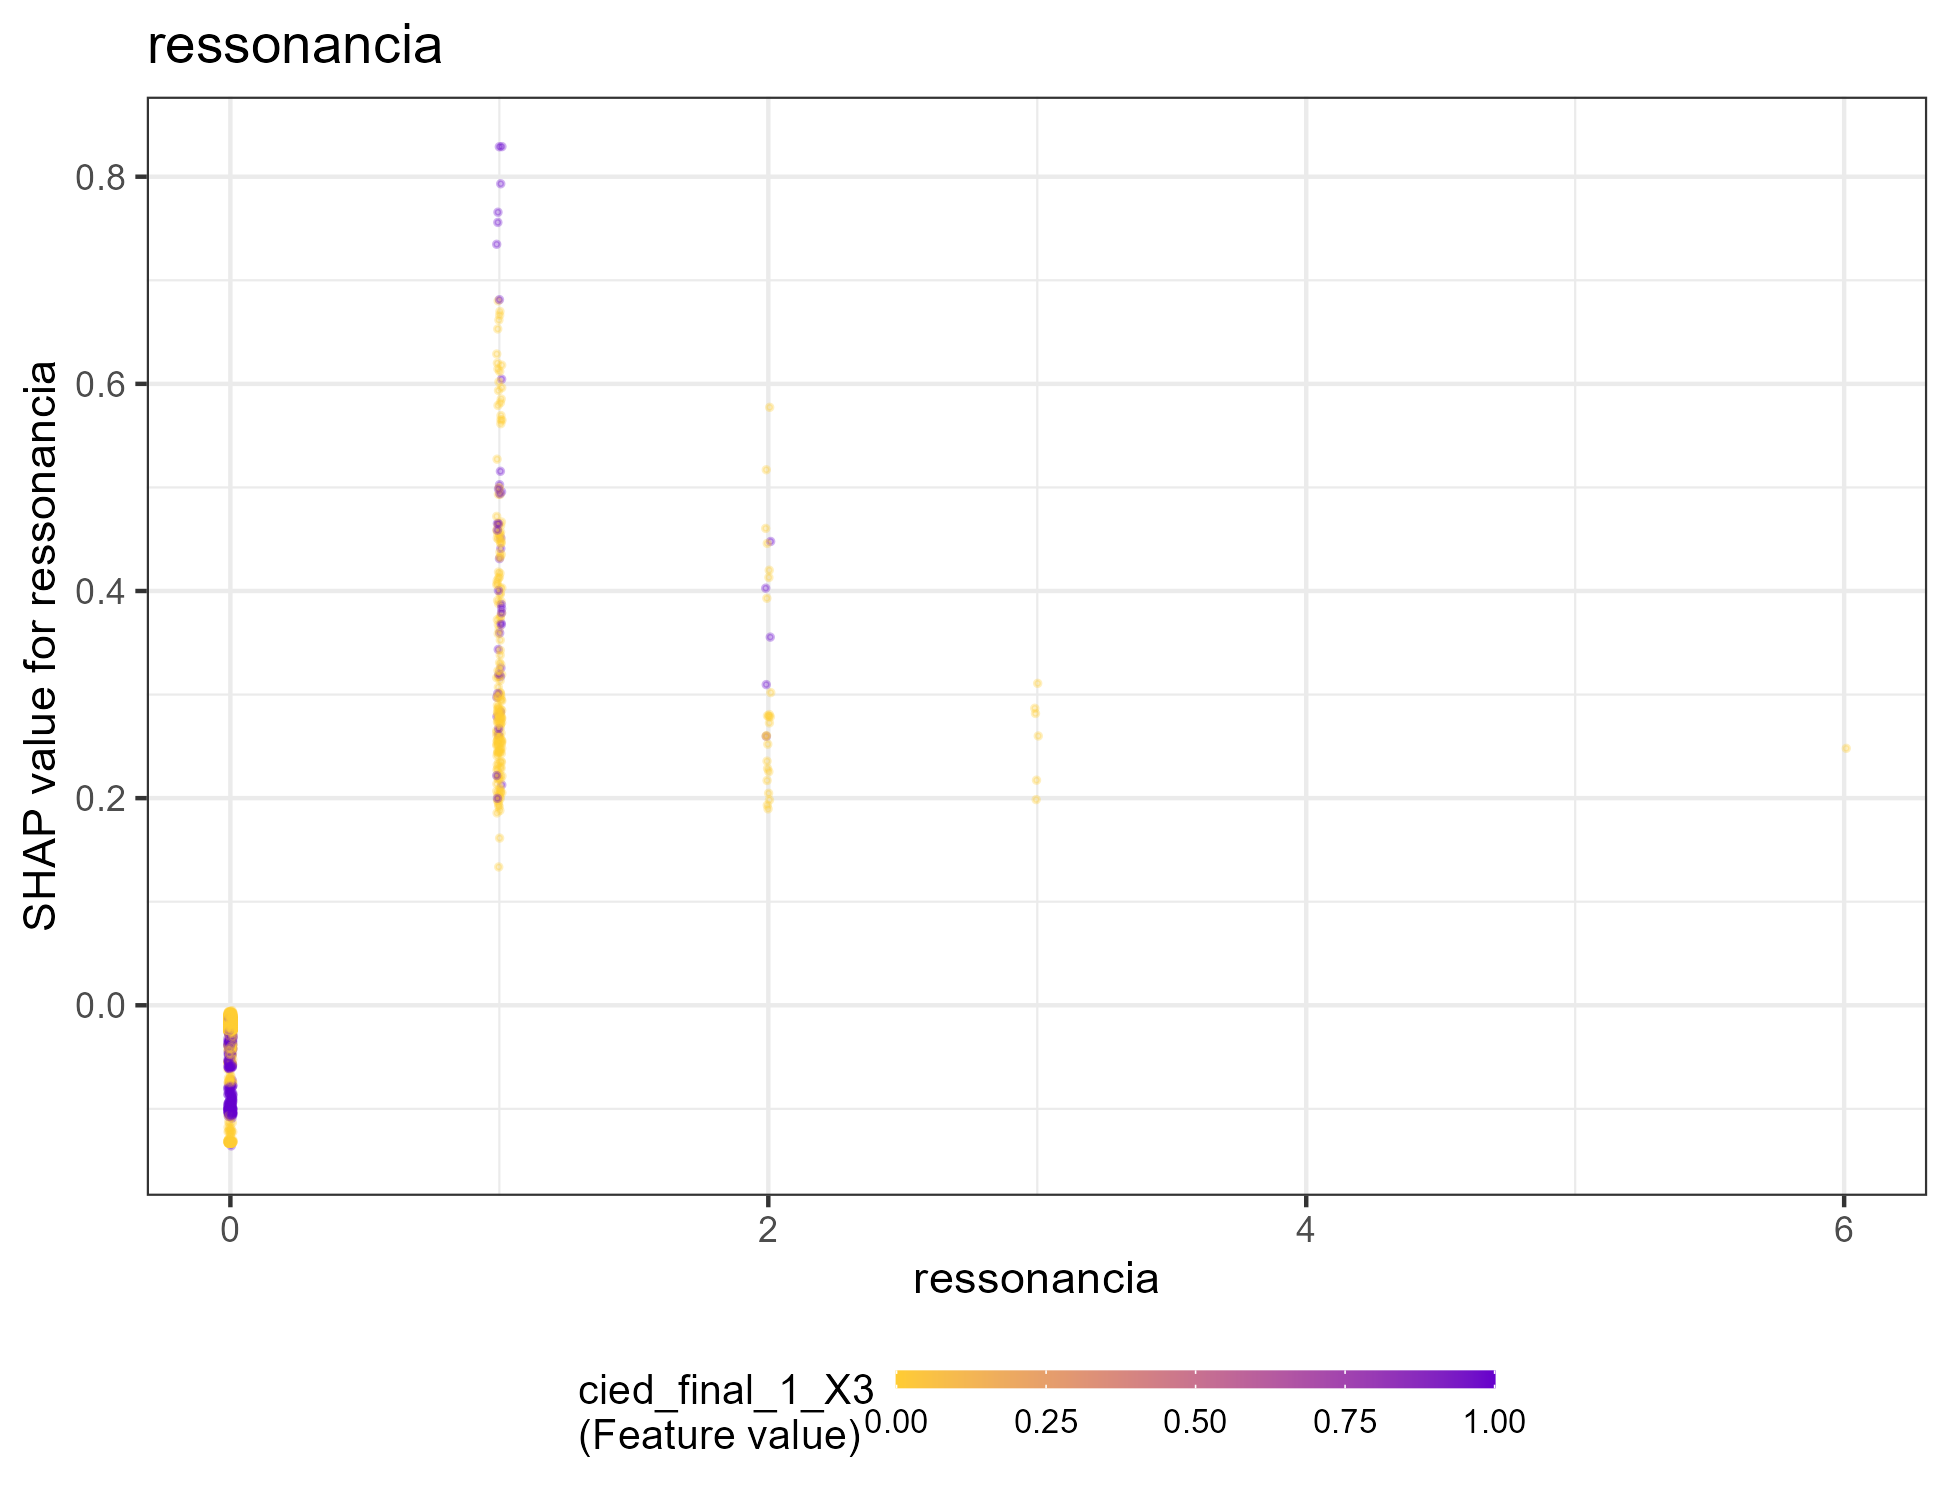 ressonancia
0.8
0.6
0.4
0.2
0.0
SHAP value for ressonancia
0 2 4 6
ressonancia
cied_final_1_X3
(Feature value)
0.00 0.25 0.50 0.75 1.00